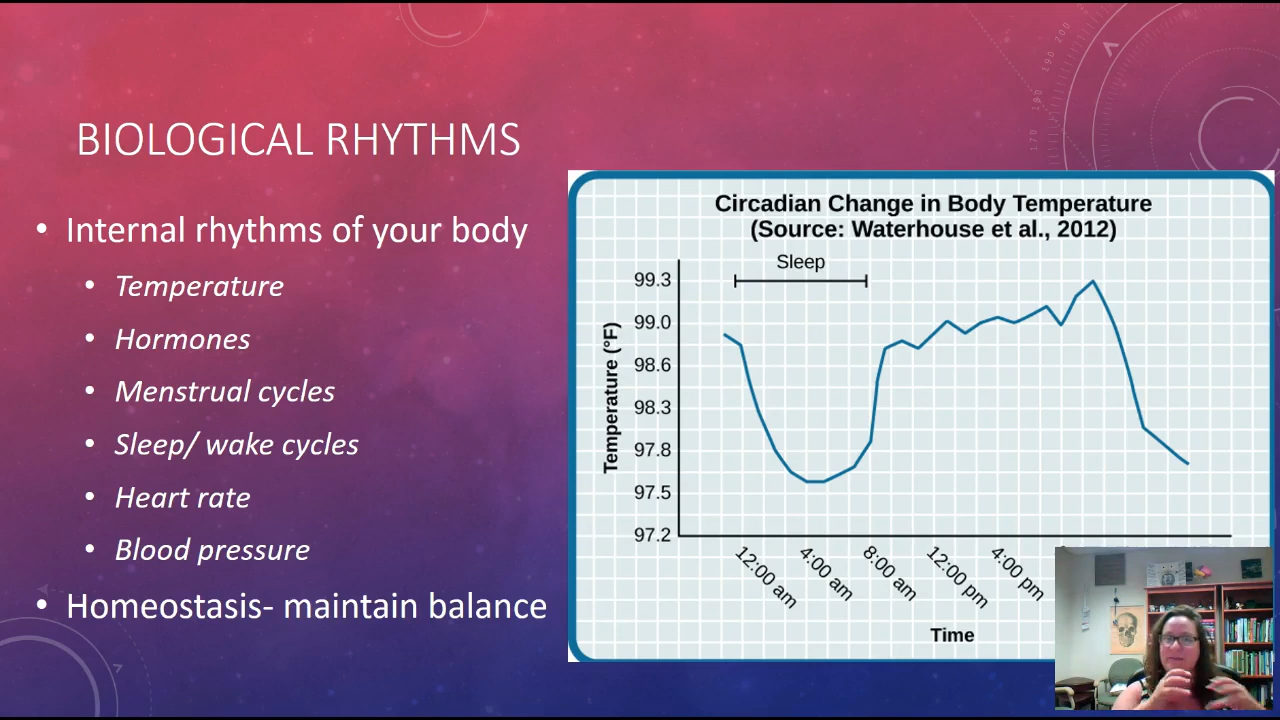 BIOLOGICAL RHYTHMS
• Internal rhythms of your body
• Temperature
• Hormones
• Menstrual cycles
• Sleep/ wake cycles
• Heart rate
• Blood pressure
• Homeostasis- maintain balance
Circadian Change in Body Temperature
(Source: Waterhouse et al., 2012)
Sleep
Temperature (°F)
99.3
99.0
98.6
98.3
97.8
97.5
97.2
12:00 am
4:00 am
8:00 am
12:00 pm
4:00 pm
Time
170
190
200